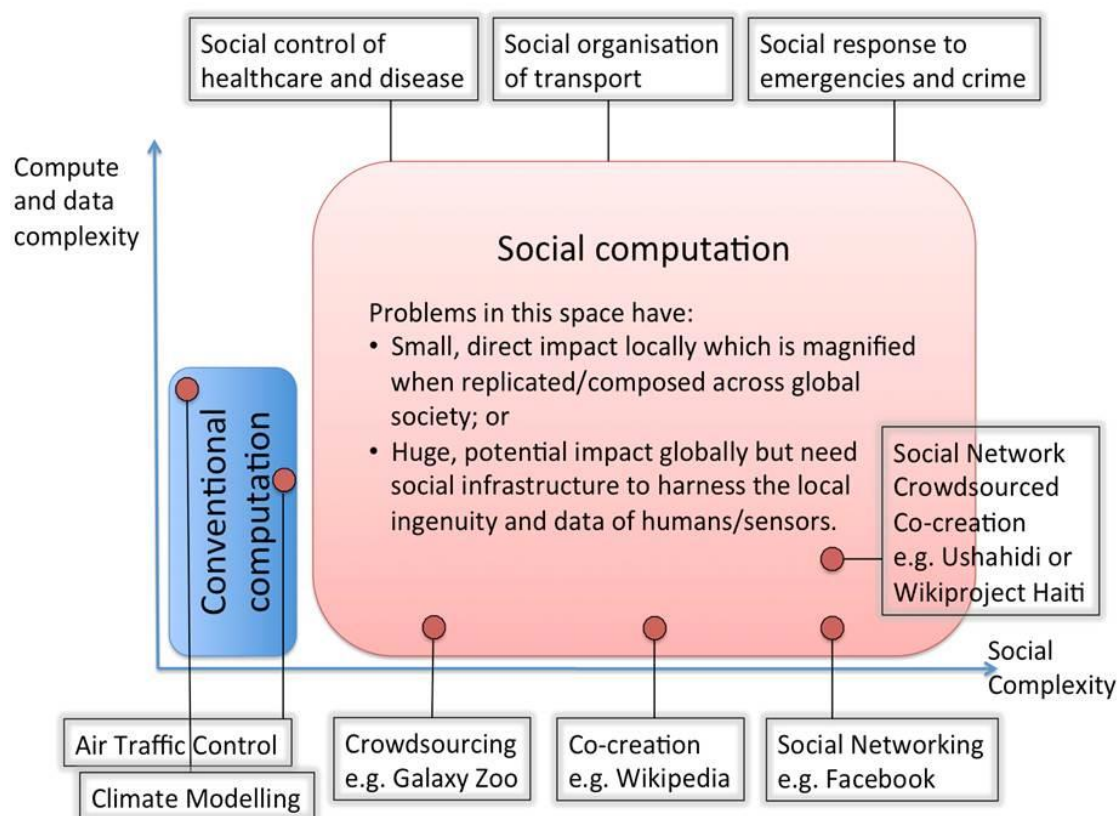 Social control of
healthcare and disease
Social organisation
of transport
Social response to
emergencies and crime
Compute
and data
complexity
Social computation
Problems in this space have:
• Small, direct impact locally which is magnified
when replicated/composed across global
society; or
• Huge, potential impact globally but need
social infrastructure to harness the local
ingenuity and data of humans/sensors.
Conventional
computation
Social Network
Crowdsourced
Co-creation
e.g. Ushahidi or
Wikiproject Haiti
Social
Complexity
Air Traffic Control
Climate Modelling
Crowdsourcing
e.g. Galaxy Zoo
Co-creation
e.g. Wikipedia
Social Networking
e.g. Facebook